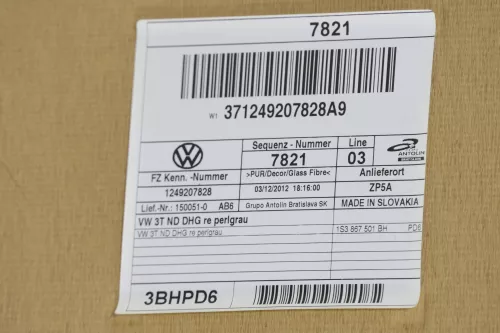 7821
W1 371249207828A9
Sequenz - Nummer Line
7821 03 ANTOLIN
FZ Kenn. -Nummer >PUR/Decor/Glass Fibre< Anlieferort
1249207828 03/12/2012 18:16:00 ZP5A
Lief.-Nr.: 150051-0 AB6 Grupo Antolin Bratislava SK MADE IN SLOVAKIA
VW 3T ND DHG re perlgrau
VW 3T ND DHG re perlgrau 1S3 867 501 BH PD6
3BHPD6